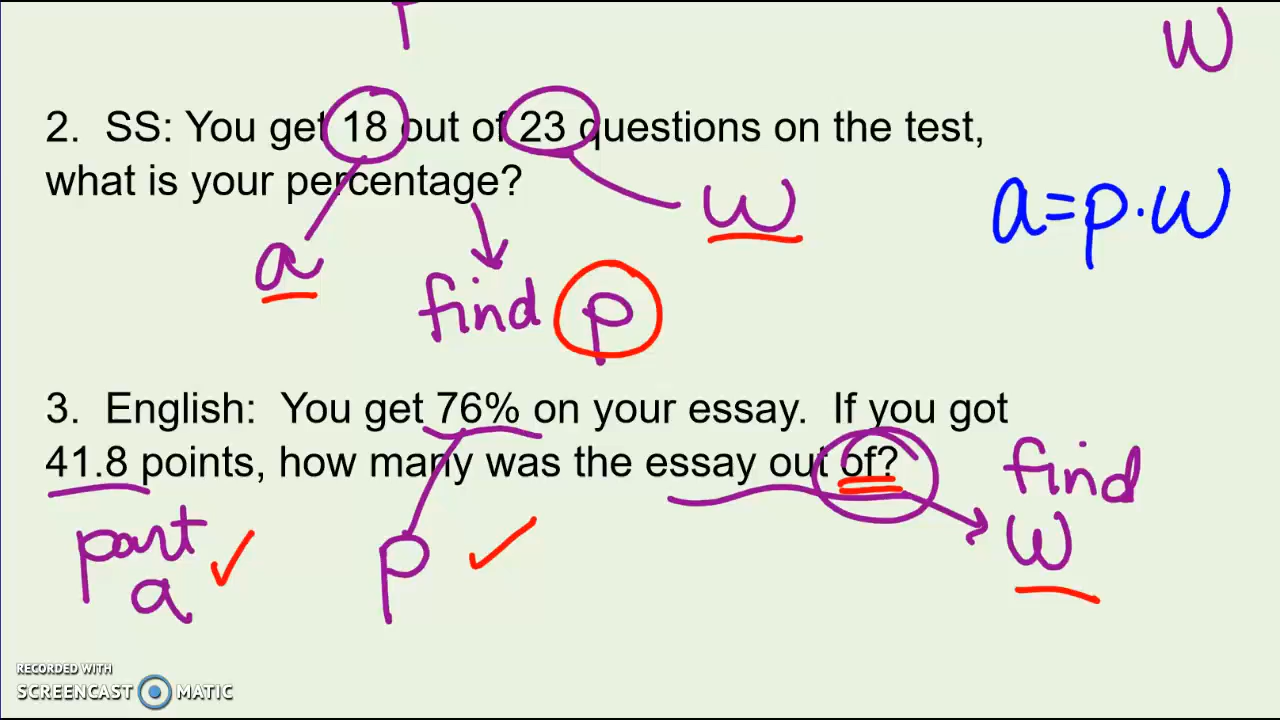 w
2. SS: You get 18 out of 23 questions on the test,
what is your percentage?
a = p · w
w
a
find p
3. English: You get 76% on your essay. If you got
41.8 points, how many was the essay out of?
find
w
part
a
p
RECORDED WITH
SCREENCAST MATIC